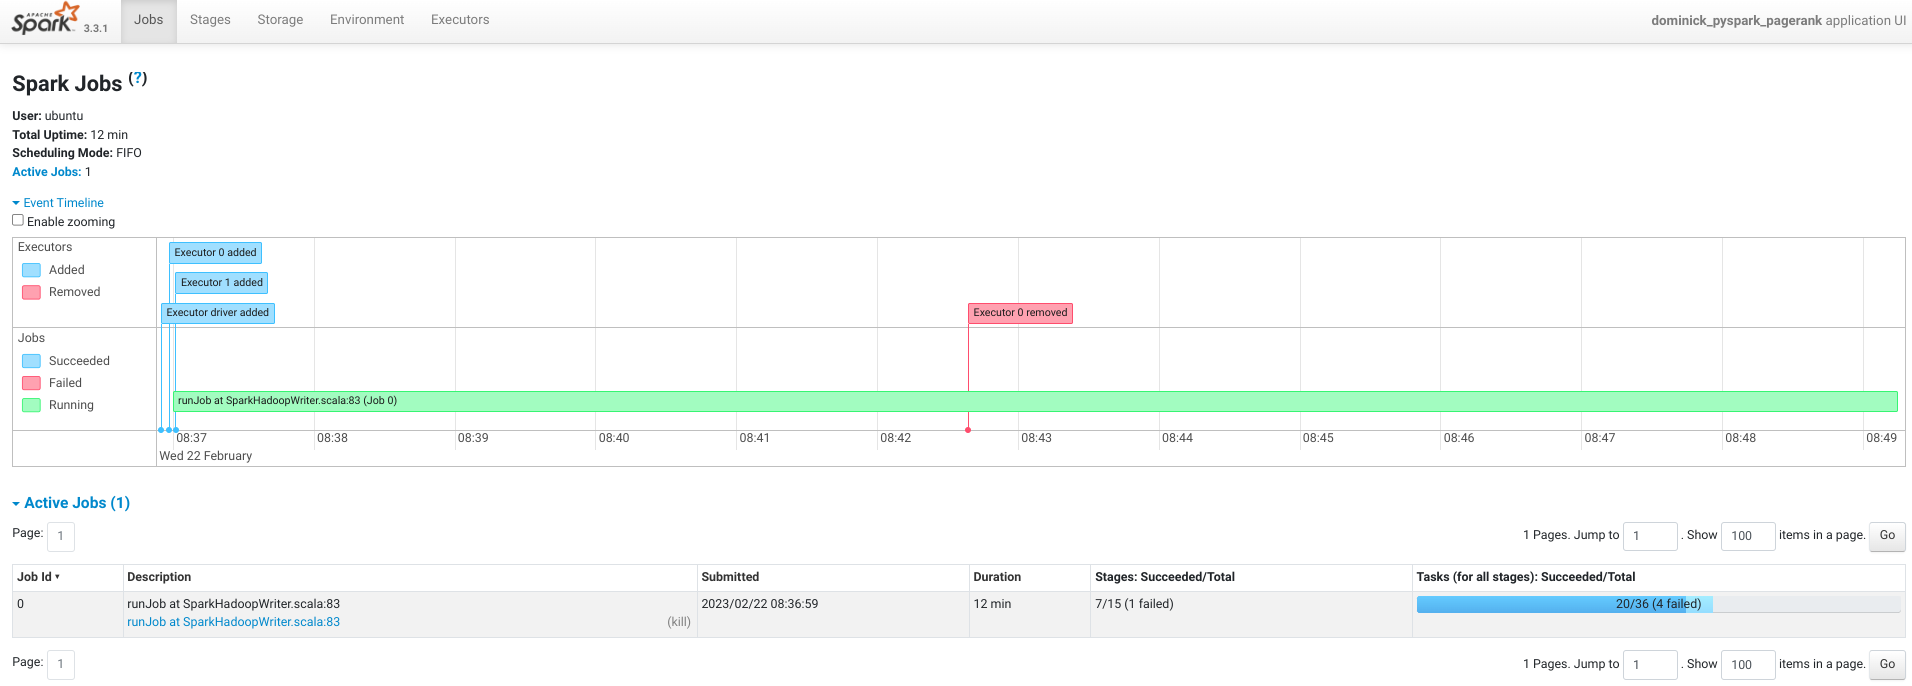 APACHE
Spark 3.3.1 Jobs Stages Storage Environment Executors dominick_pyspark_pagerank application UI
Spark Jobs (?)
User: ubuntu
Total Uptime: 12 min
Scheduling Mode: FIFO
Active Jobs: 1
Event Timeline
Enable zooming
Executors
Added
Removed
Executor 0 added
Executor 1 added
Executor driver added
Executor 0 removed
Jobs
Succeeded
Failed
Running
runJob at SparkHadoopWriter.scala:83 (Job 0)
08:37 08:38 08:39 08:40 08:41 08:42 08:43 08:44 08:45 08:46 08:47 08:48 08:49
Wed 22 February
Active Jobs (1)
Page: 1 1 Pages. Jump to 1 . Show 100 items in a page. Go
Job Id ▾ Description Submitted Duration Stages: Succeeded/Total Tasks (for all stages): Succeeded/Total
0 runJob at SparkHadoopWriter.scala:83 2023/02/22 08:36:59 12 min 7/15 (1 failed) 20/36 (4 failed)
runJob at SparkHadoopWriter.scala:83 (kill)
Page: 1 1 Pages. Jump to 1 . Show 100 items in a page. Go